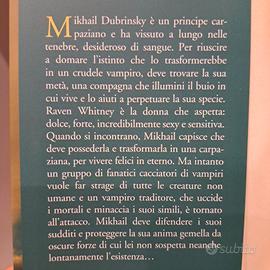 Mikhail Dubrinsky è un principe car-
paziano e ha vissuto a lungo nelle
tenebre, desideroso di sangue. Per riuscire
a domare l'istinto che lo trasformerebbe
in un crudele vampiro, deve trovare la sua
metà, una compagna che illumini il buio in
cui vive e lo aiuti a perpetuare la sua specie.
Raven Whitney è la donna che aspetta:
dolce, forte, incredibilmente sexy e sensitiva.
Quando si incontrano, Mikhail capisce che
deve possederla e trasformarla in una carpa-
ziana, per vivere felici in eterno. Ma intanto
un gruppo di fanatici cacciatori di vampiri
vuole far strage di tutte le creature non
umane e un vampiro traditore, che uccide
i mortali e minaccia i suoi simili, è tornato
all'attacco. Mikhail deve difendere i suoi
sudditi e proteggere la sua anima gemella da
oscure forze di cui lei non sospetta neanche
lontanamente l'esistenza…
subito